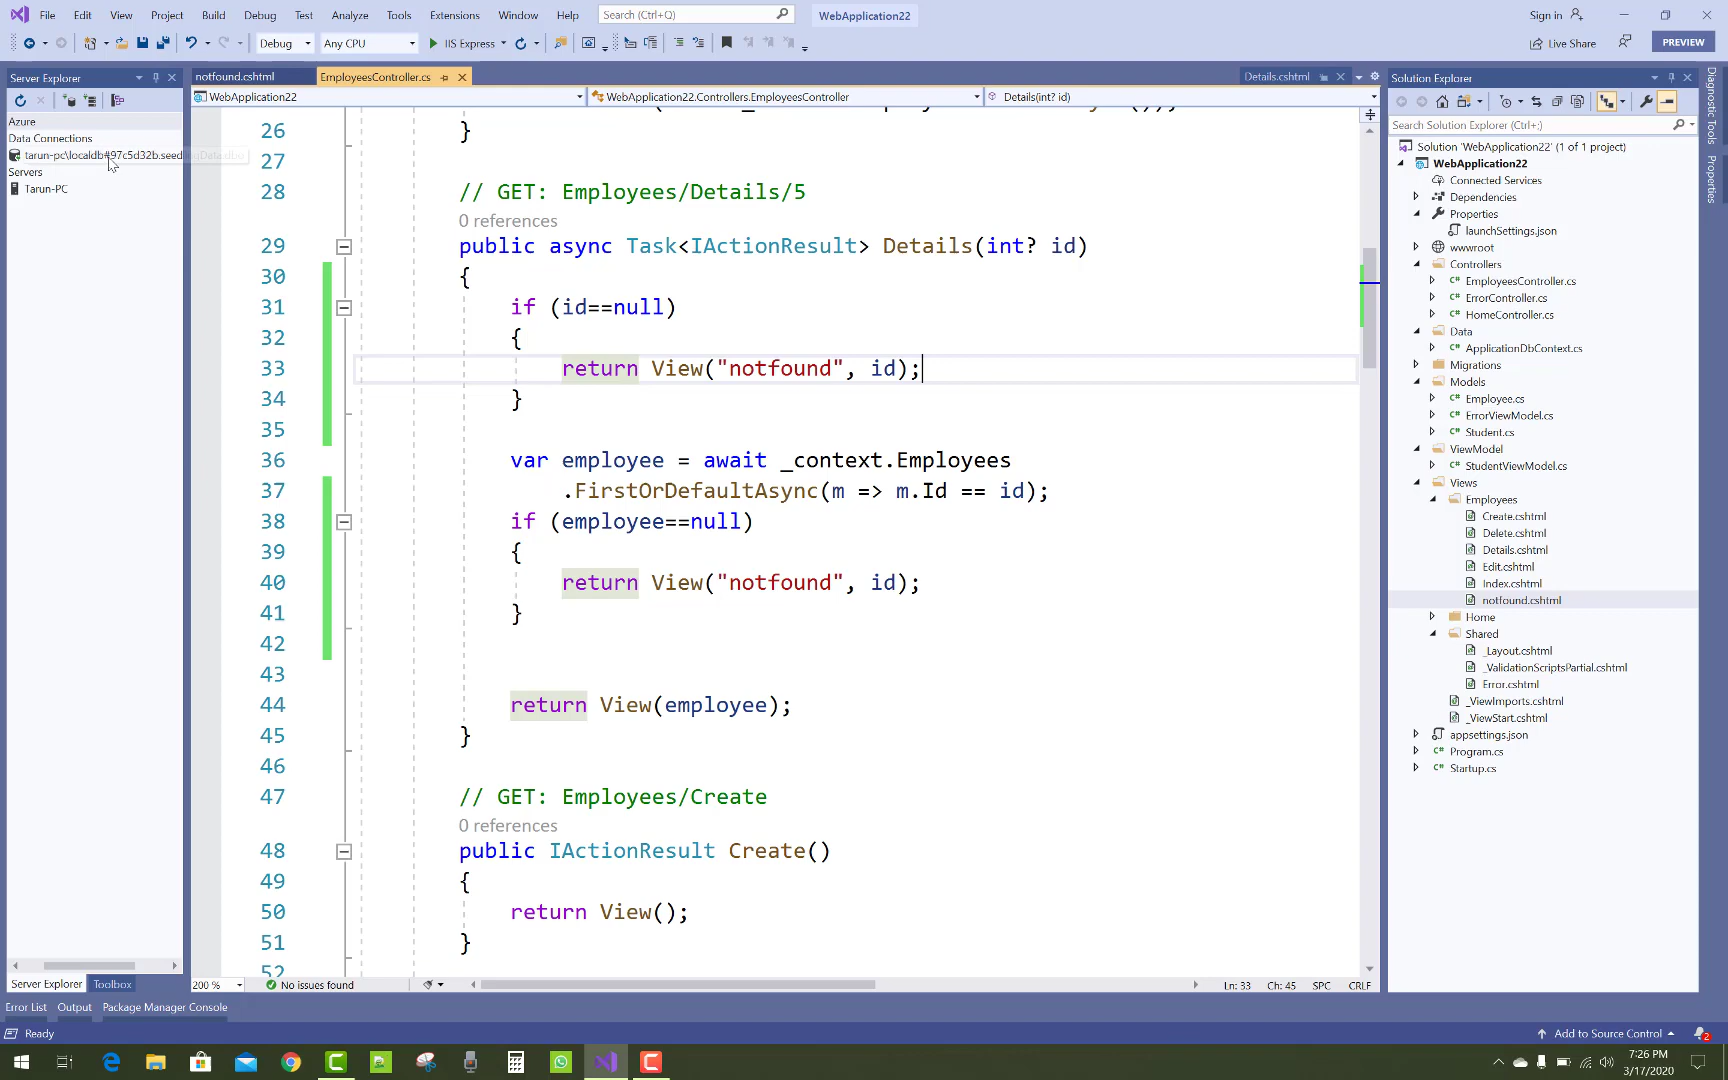 File Edit View Project Build Debug Test Analyze Tools Extensions Window Help Search (Ctrl+Q) WebApplication22 Sign in
Debug Any CPU IIS Express Live Share PREVIEW
Server Explorer
Azure
Data Connections
tarun-pc\localdb#97c5d32b.seed
Servers
Tarun-PC
notfound.cshtml EmployeesController.cs Details.cshtml
WebApplication22 WebApplication22.Controllers.EmployeesController Details(int? id)
26 }
27
28 // GET: Employees/Details/5
0 references
29 public async Task<IActionResult> Details(int? id)
30 {
31 if (id==null)
32 {
33 return View("notfound", id);
34 }
35
36 var employee = await _context.Employees
37 .FirstOrDefaultAsync(m => m.Id == id);
38 if (employee==null)
39 {
40 return View("notfound", id);
41 }
42
43
44 return View(employee);
45 }
46
47 // GET: Employees/Create
0 references
48 public IActionResult Create()
49 {
50 return View();
51 }
52
200 % No issues found Ln: 33 Ch: 45 SPC CRLF
Solution Explorer
Search Solution Explorer (Ctrl+;)
Solution 'WebApplication22' (1 of 1 project)
WebApplication22
Connected Services
Dependencies
Properties
launchSettings.json
wwwroot
Controllers
C# EmployeesController.cs
C# ErrorController.cs
C# HomeController.cs
Data
C# ApplicationDbContext.cs
Migrations
Models
C# Employee.cs
C# ErrorViewModel.cs
C# Student.cs
ViewModel
C# StudentViewModel.cs
Views
Employees
Create.cshtml
Delete.cshtml
Details.cshtml
Edit.cshtml
Index.cshtml
notfound.cshtml
Home
Shared
_Layout.cshtml
_ValidationScriptsPartial.cshtml
Error.cshtml
_ViewImports.cshtml
_ViewStart.cshtml
appsettings.json
C# Program.cs
C# Startup.cs
Diagnostic Tools
Properties
Server Explorer Toolbox
Error List Output Package Manager Console
Ready Add to Source Control 2
7:26 PM
3/17/2020